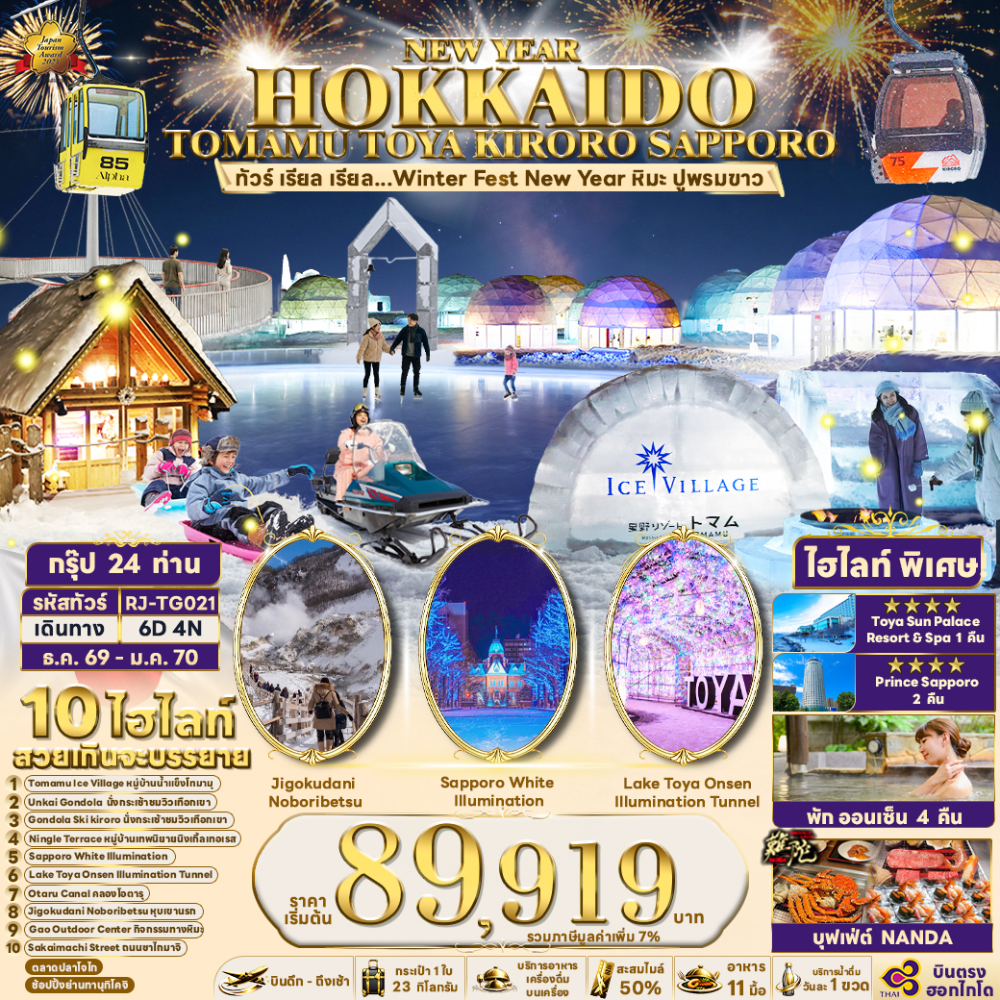 Japan
Tourism
Award
NEW YEAR
HOKKAIDO
TOMAMU TOYA KIRORO SAPPORO
ทัวร์ เรียล เรียล...Winter Fest New Year หิมะ ปูพรมขาว
85
Alpha
75
KIRORO
ICE VILLAGE
星野リゾート トマム
กรุ๊ป 24 ท่าน
รหัสทัวร์ RJ-TG021
เดินทาง 6D 4N
ธ.ค. 69 - ม.ค. 70
ไฮไลท์ พิเศษ
Toya Sun Palace
Resort & Spa 1 คืน
Prince Sapporo
2 คืน
พัก ออนเซ็น 4 คืน
บุฟเฟ่ต์ NANDA
TOYA
Jigokudani
Noboribetsu
Sapporo White
Illumination
Lake Toya Onsen
Illumination Tunnel
10 ไฮไลท์
สวยเกินจะบรรยาย
1 Tomamu Ice Village หมู่บ้านน้ำแข็งโทมามุ
2 Unkai Gondola นั่งกระเช้าชมวิวเทือกเขา
3 Gondola Ski kiroro นั่งกระเช้าชมวิวเทือกเขา
4 Ningle Terrace หมู่บ้านเทพนิยายนิงเกิ้ลเทอเรส
5 Sapporo White Illumination
6 Lake Toya Onsen Illumination Tunnel
7 Otaru Canal คลองโอตารุ
8 Jigokudani Noboribetsu หุบเขานรก
9 Gao Outdoor Center กิจกรรมทางหิมะ
10 Sakaimachi Street ถนนซาไกมาจิ
ตลาดปลาโจไก
ช้อปปิ้งย่านทานุกิโคจิ
ราคา
เริ่มต้น
89,919
บาท
รวมภาษีมูลค่าเพิ่ม 7%
บินดึก - ถึงเช้า
กระเป๋า 1 ใบ
23 กิโลกรัม
บริการอาหาร
เครื่องดื่ม
บนเครื่อง
สะสมไมล์
50%
อาหาร
11 มื้อ
บริการน้ำดื่ม
วันละ 1 ขวด
THAI
บินตรง
ฮอกไกโด